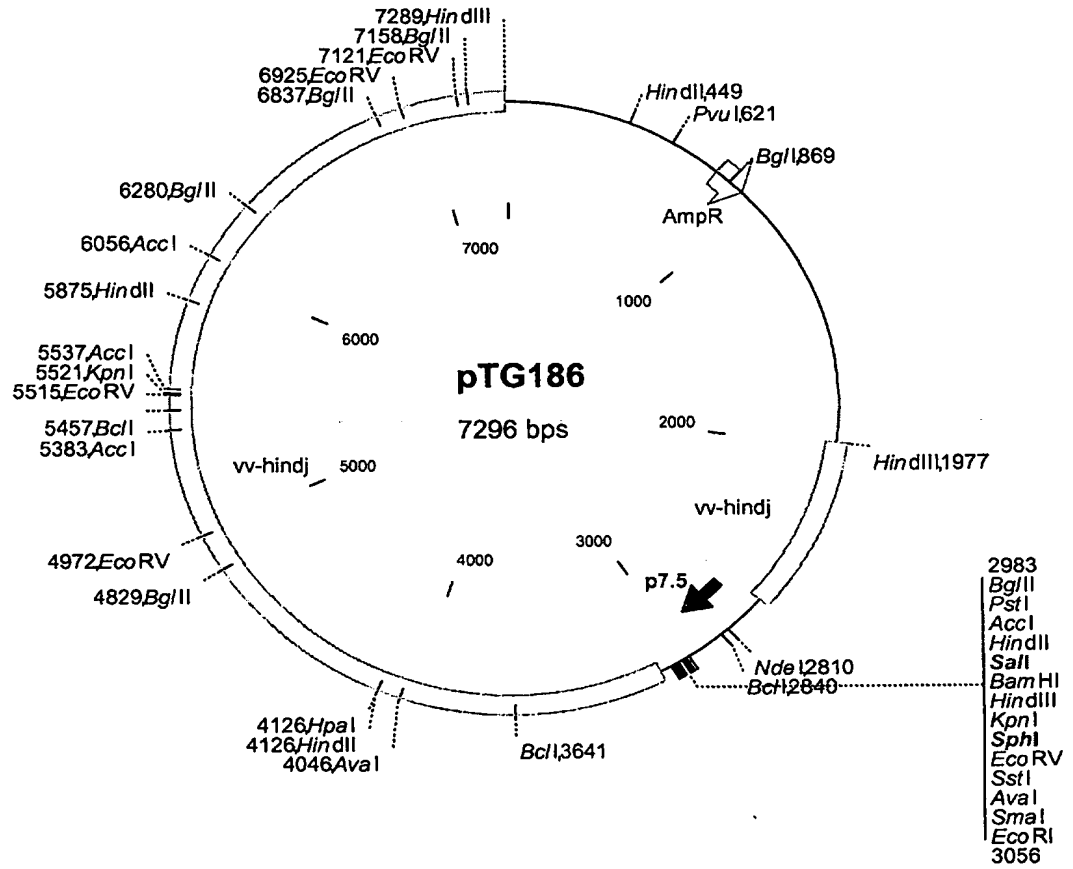 7289,HindIII
7158,BglII
7121,EcoRV
6925,EcoRV
6837,BglII
HindII,449
PvuI,621
BglI,869
AmpR
6280,BglII
6056,AccI
5875,HindII
5537,AccI
5521,KpnI
5515,EcoRV
5457,BclI
5383,AccI
4972,EcoRV
4829,BglII
7000
1000
6000
pTG186
7296 bps
2000
vv-hindj
5000
HindIII,1977
vv-hindj
3000
4000
p7.5
NdeI,2810
BclI,2840
4126,HpaI
4126,HindII
4046,AvaI
BclI,3641
2983
BglII
PstI
AccI
HindII
SalI
BamHI
HindIII
KpnI
SphI
EcoRV
SstI
AvaI
SmaI
EcoRI
3056